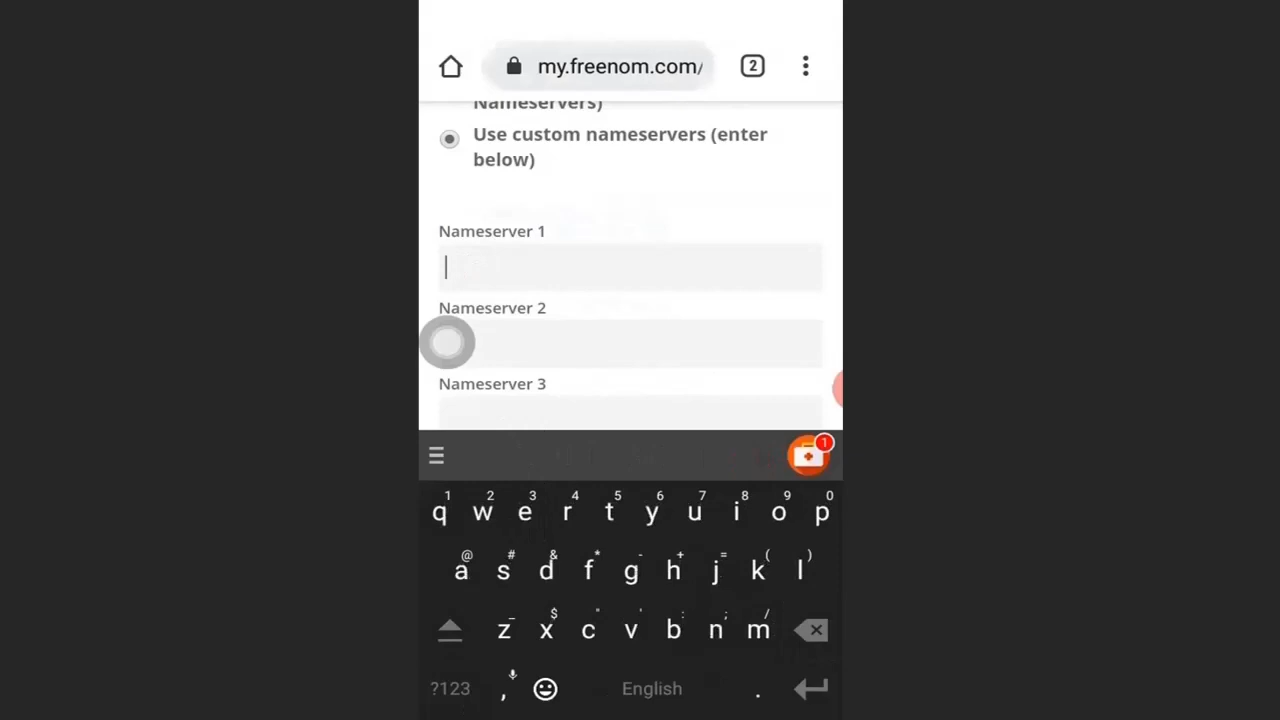 my.freenom.com/
2
Nameservers)
Use custom nameservers (enter
below)
Nameserver 1
Nameserver 2
Nameserver 3
1
1 2 3 4 5 6 7 8 9 0
q w e r t y u i o p
@ # & * - + = ( )
a s d f g h j k l
_ $ " ' : ; /
z x c v b n m
?123 , English .